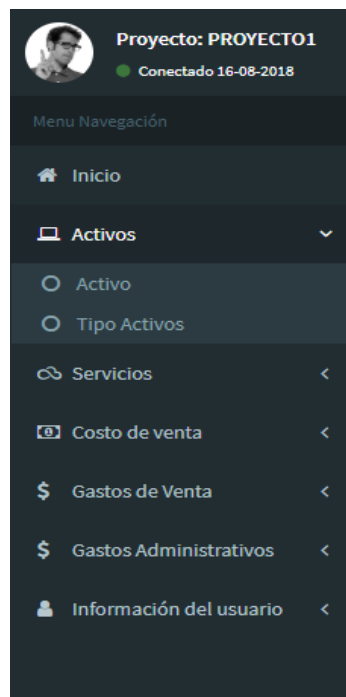 Proyecto: PROYECTO1
Conectado 16-08-2018
Menu Navegación
Inicio
Activos
Activo
Tipo Activos
Servicios
Costo de venta
Gastos de Venta
Gastos Administrativos
Información del usuario